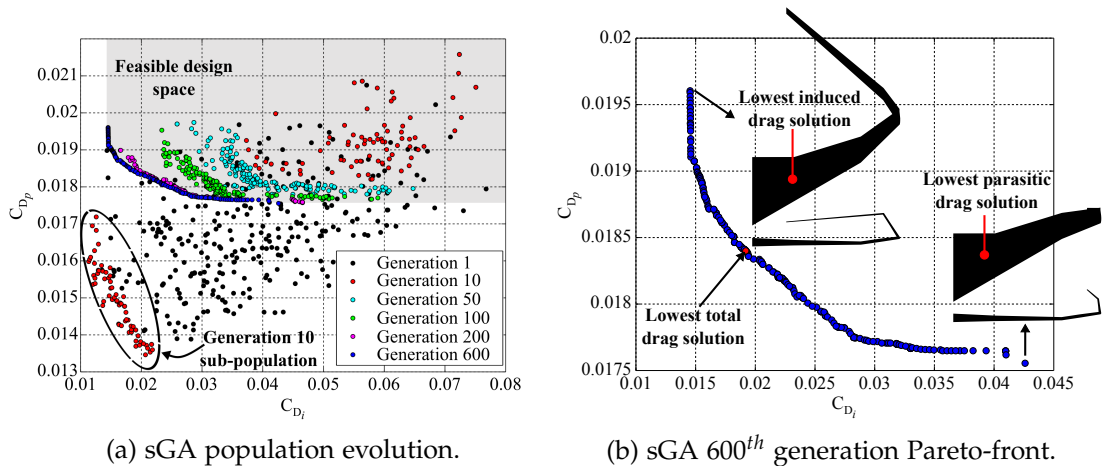 Feasible design
space
0.021
0.02
0.019
0.018
0.017
0.016
0.015
0.014
0.013
C_{D_p}
Generation 1
Generation 10
Generation 50
Generation 100
Generation 200
Generation 600
Generation 10
sub-population
0.01 0.02 0.03 0.04 0.05 0.06 0.07 0.08
C_{D_i}
(a) sGA population evolution.
0.02
0.0195
0.019
0.0185
0.018
0.0175
C_{D_p}
Lowest induced
drag solution
Lowest parasitic
drag solution
Lowest total
drag solution
0.01 0.015 0.02 0.025 0.03 0.035 0.04 0.045
C_{D_i}
(b) sGA 600^{th} generation Pareto-front.